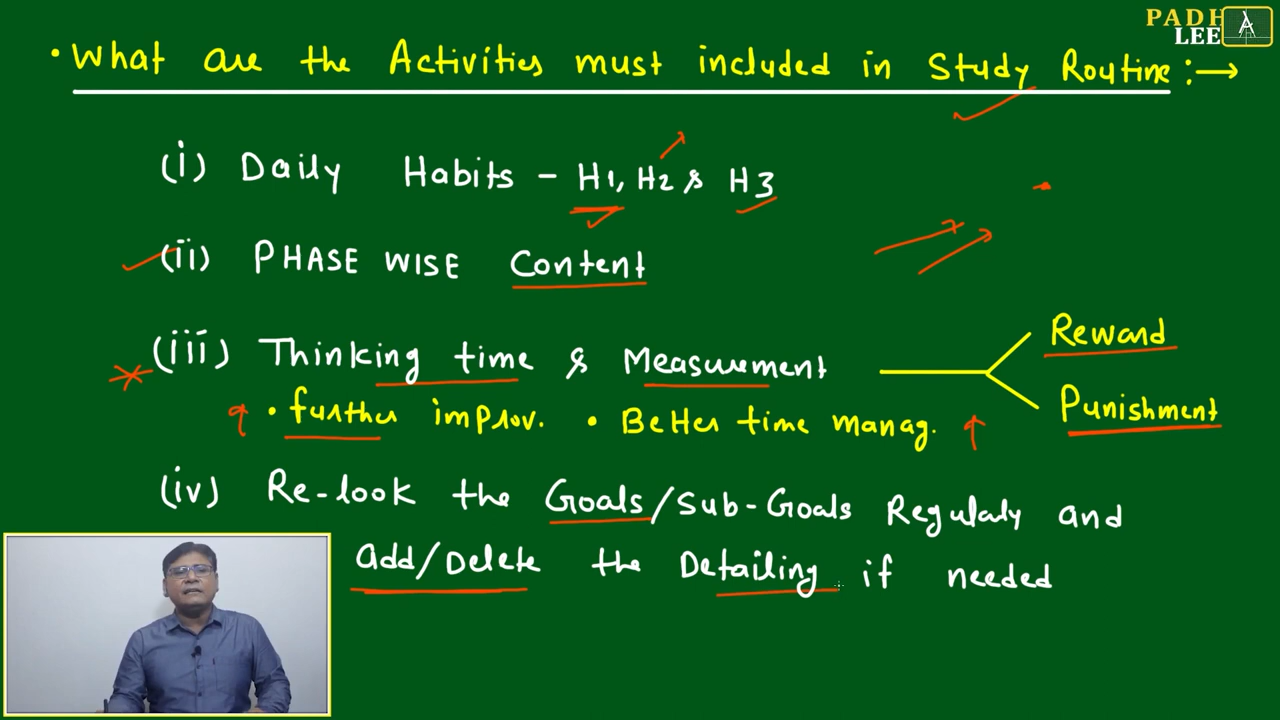 PADH
LEE
• What are the Activities must included in Study Routine :→
(i) Daily Habits - H1, H2 & H3
(ii) PHASE WISE Content
(iii) Thinking time & Measurement
Reward
Punishment
• further improv. • Better time manag.
(iv) Re-look the Goals/Sub-Goals Regularly and
Add/Delete the Detailing if needed